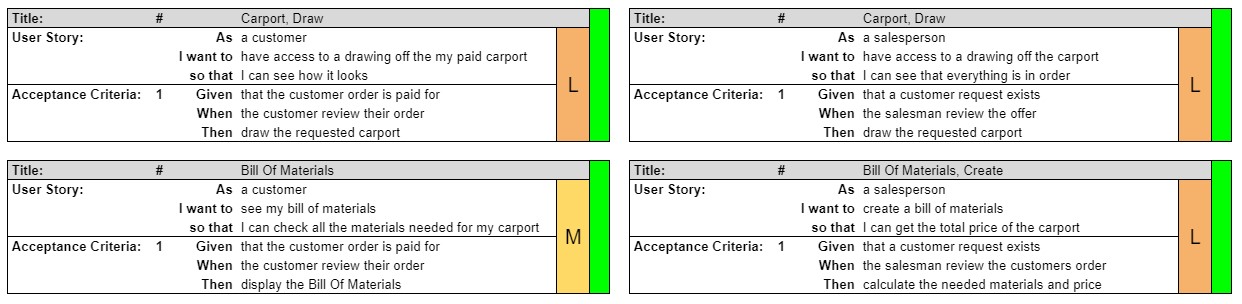 Title: # Carport, Draw
User Story: As a customer
I want to have access to a drawing off the my paid carport
so that I can see how it looks
L
Acceptance Criteria: 1 Given that the customer order is paid for
When the customer review their order
Then draw the requested carport
Title: # Carport, Draw
User Story: As a salesperson
I want to have access to a drawing off the carport
so that I can see that everything is in order
L
Acceptance Criteria: 1 Given that a customer request exists
When the salesman review the offer
Then draw the requested carport
Title: # Bill Of Materials
User Story: As a customer
I want to see my bill of materials
so that I can check all the materials needed for my carport
M
Acceptance Criteria: 1 Given that the customer order is paid for
When the customer review their order
Then display the Bill Of Materials
Title: # Bill Of Materials, Create
User Story: As a salesperson
I want to create a bill of materials
so that I can get the total price of the carport
L
Acceptance Criteria: 1 Given that a customer request exists
When the salesman review the customers order
Then calculate the needed materials and price